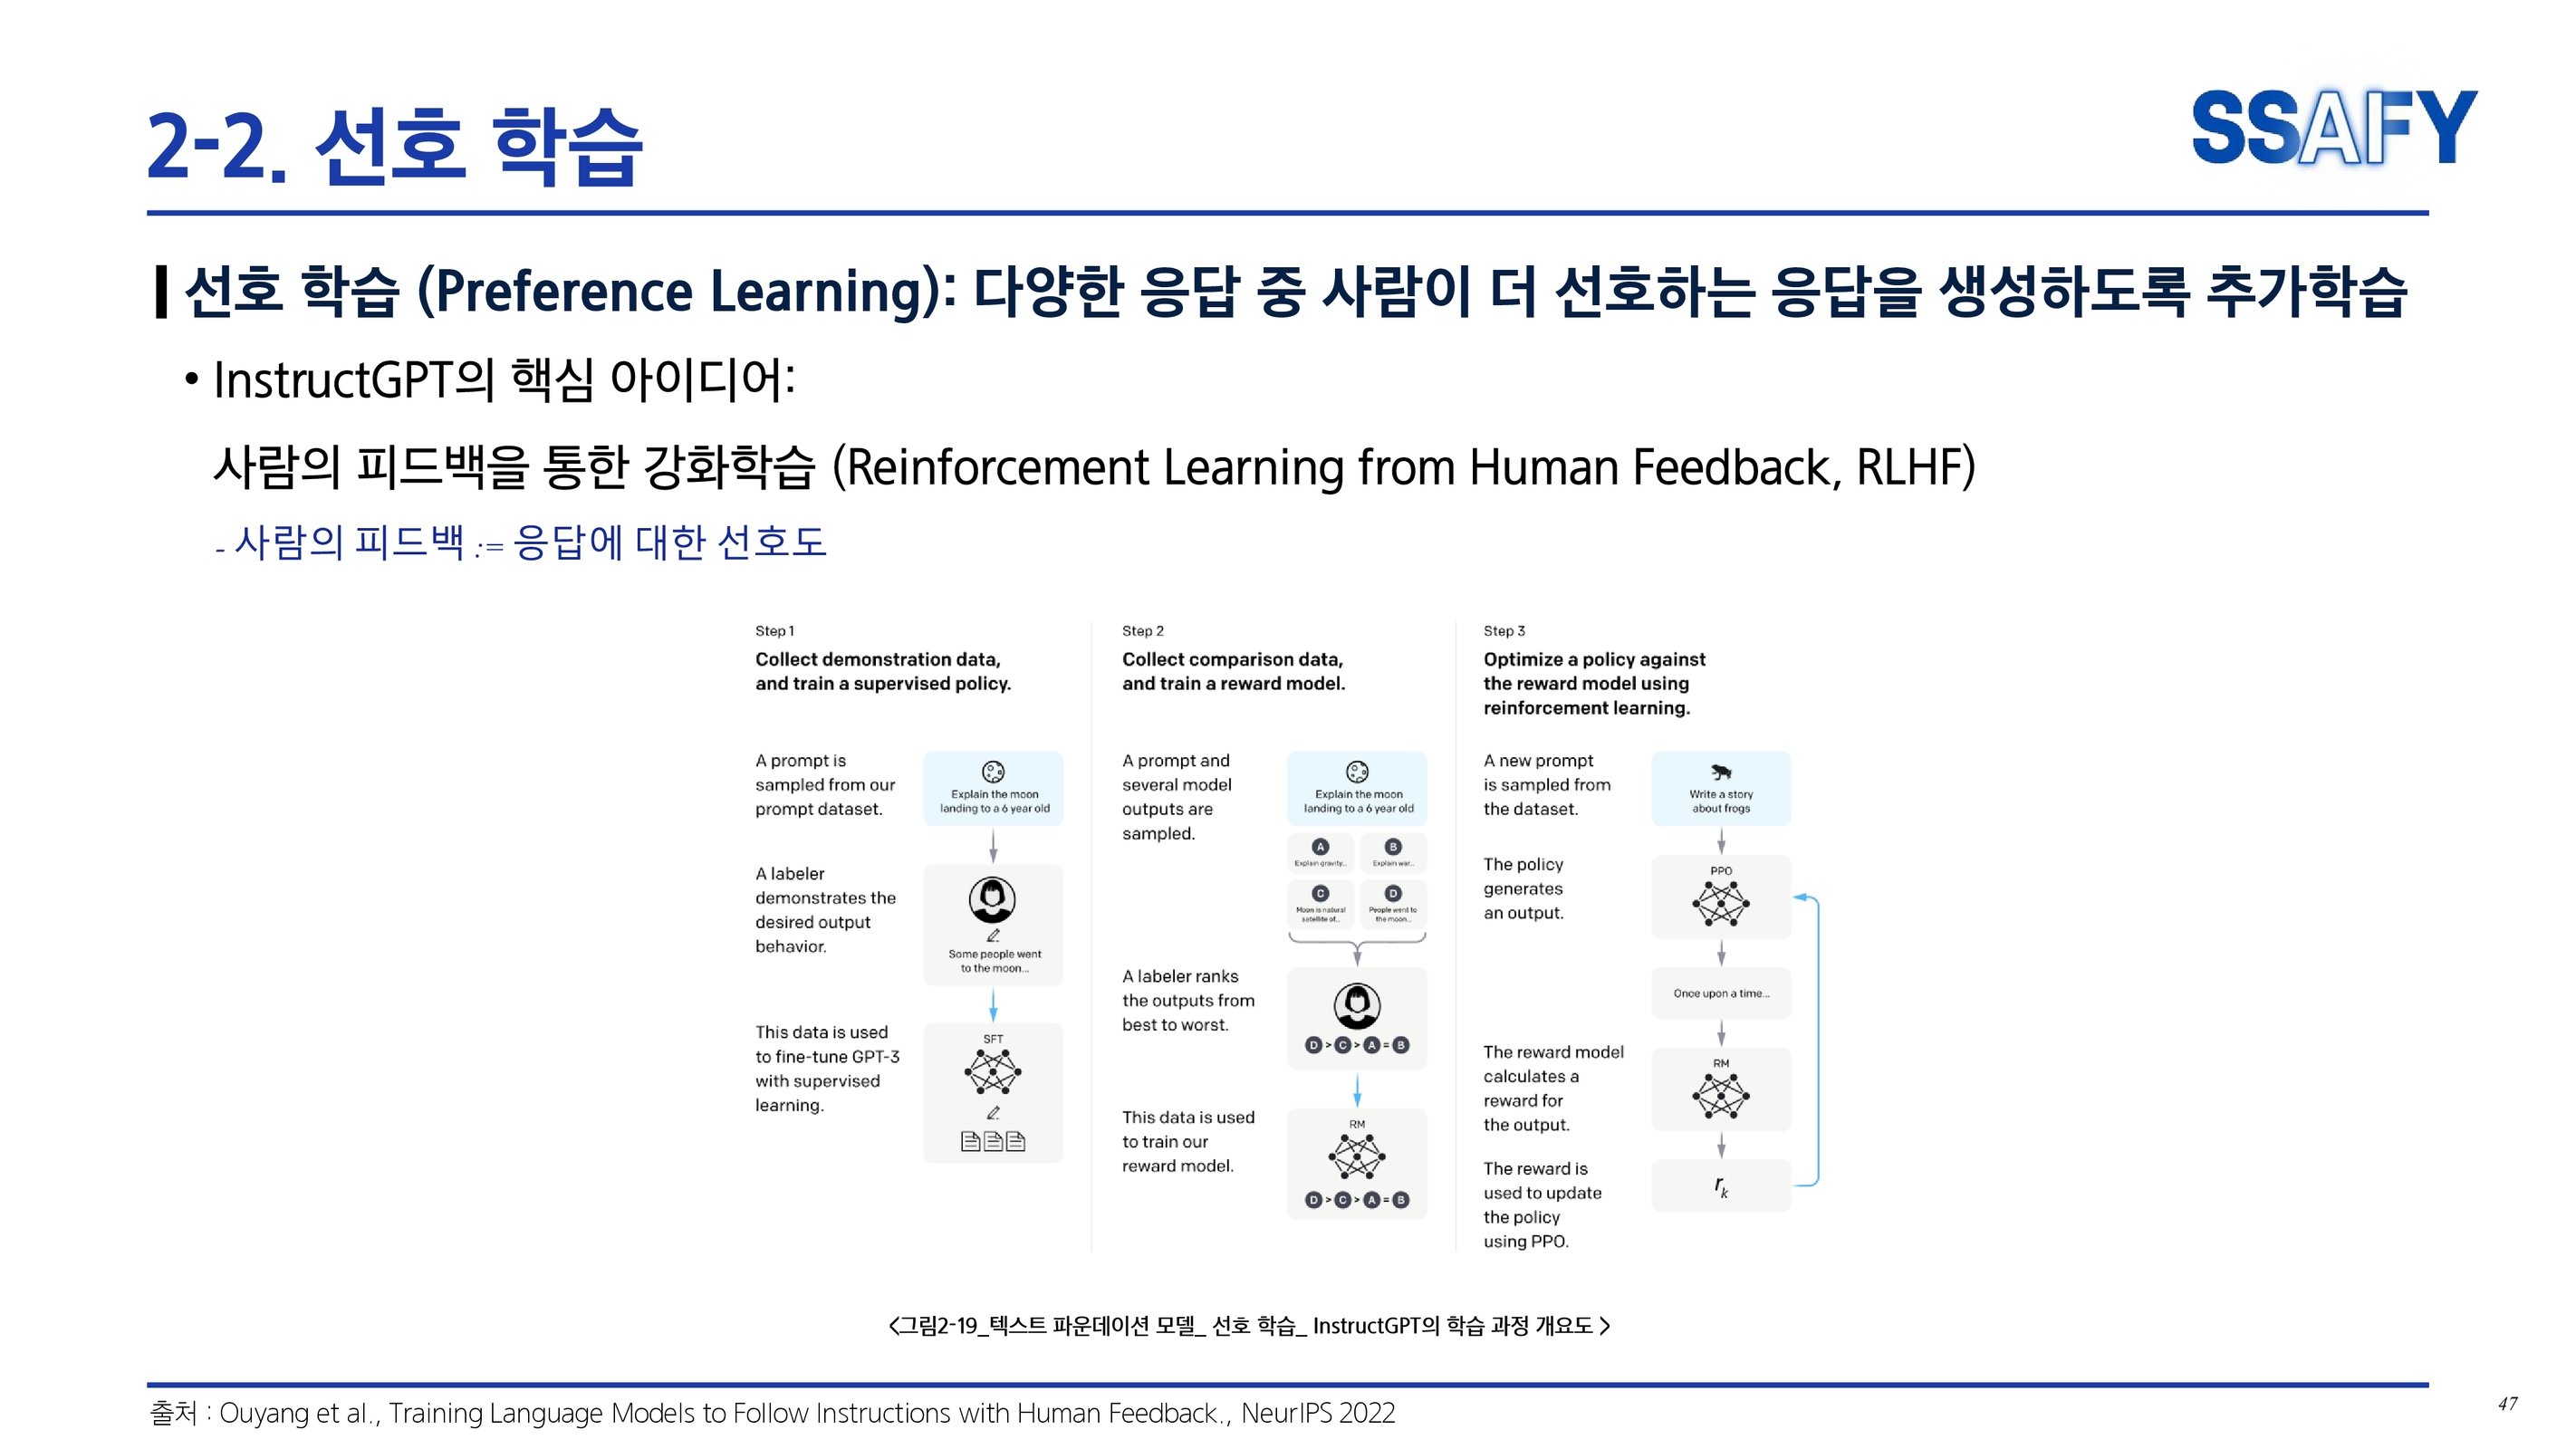 2-2. 선호 학습
SSAFY
선호 학습 (Preference Learning): 다양한 응답 중 사람이 더 선호하는 응답을 생성하도록 추가학습
• InstructGPT의 핵심 아이디어:
사람의 피드백을 통한 강화학습 (Reinforcement Learning from Human Feedback, RLHF)
- 사람의 피드백 := 응답에 대한 선호도
Step 1
Collect demonstration data,
and train a supervised policy.
A prompt is
sampled from our
prompt dataset.
Explain the moon
landing to a 6 year old
A labeler
demonstrates the
desired output
behavior.
Some people went
to the moon...
This data is used
to fine-tune GPT-3
with supervised
learning.
SFT
Step 2
Collect comparison data,
and train a reward model.
A prompt and
several model
outputs are
sampled.
Explain the moon
landing to a 6 year old
A
Explain gravity...
B
Explain war...
C
Moon is natural
satellite of...
D
People went to
the moon...
A labeler ranks
the outputs from
best to worst.
D > C > A = B
This data is used
to train our
reward model.
RM
D > C > A = B
Step 3
Optimize a policy against
the reward model using
reinforcement learning.
A new prompt
is sampled from
the dataset.
Write a story
about frogs
The policy
generates
an output.
PPO
Once upon a time...
The reward model
calculates a
reward for
the output.
RM
The reward is
used to update
the policy
using PPO.
rk
<그림2-19_텍스트 파운데이션 모델_ 선호 학습_ InstructGPT의 학습 과정 개요도 >
출처 : Ouyang et al., Training Language Models to Follow Instructions with Human Feedback., NeurIPS 2022
47